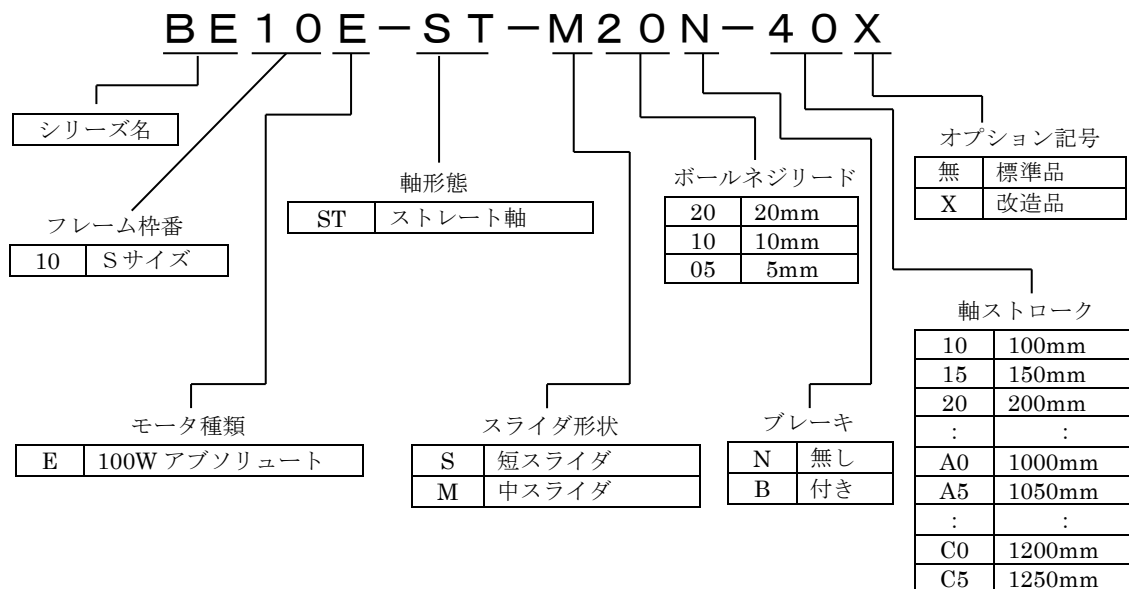 BE10E－ST－M20N－40X
シリーズ名
オプション記号
無 標準品
X 改造品
軸形態
ST ストレート軸
ボールネジリード
20 20mm
10 10mm
05 5mm
フレーム枠番
10 Sサイズ
軸ストローク
10 100mm
15 150mm
20 200mm
: :
A0 1000mm
A5 1050mm
: :
C0 1200mm
C5 1250mm
モータ種類
E 100W アブソリュート
スライダ形状
S 短スライダ
M 中スライダ
ブレーキ
N 無し
B 付き